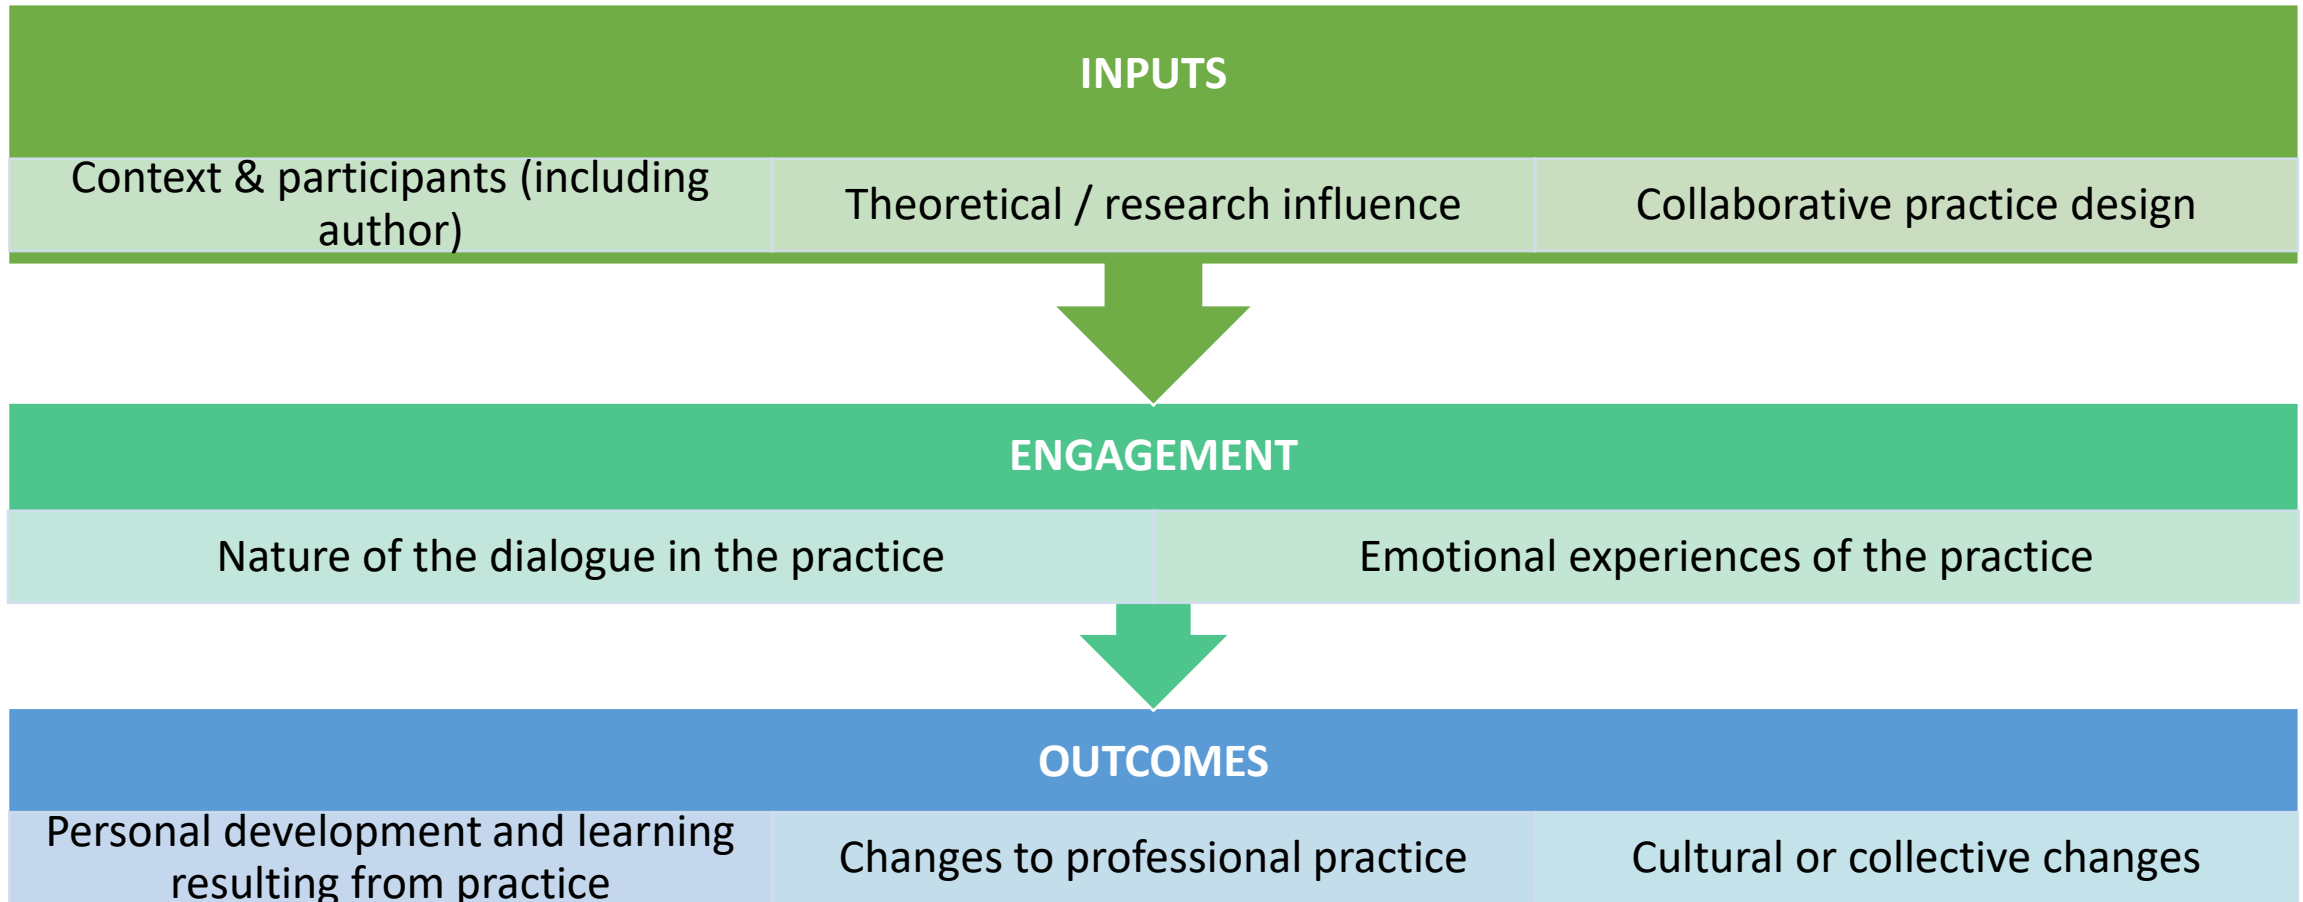 INPUTS
Context & participants (including
author)
Theoretical / research influence
Collaborative practice design
ENGAGEMENT
Nature of the dialogue in the practice
Emotional experiences of the practice
OUTCOMES
Personal development and learning
resulting from practice
Changes to professional practice
Cultural or collective changes